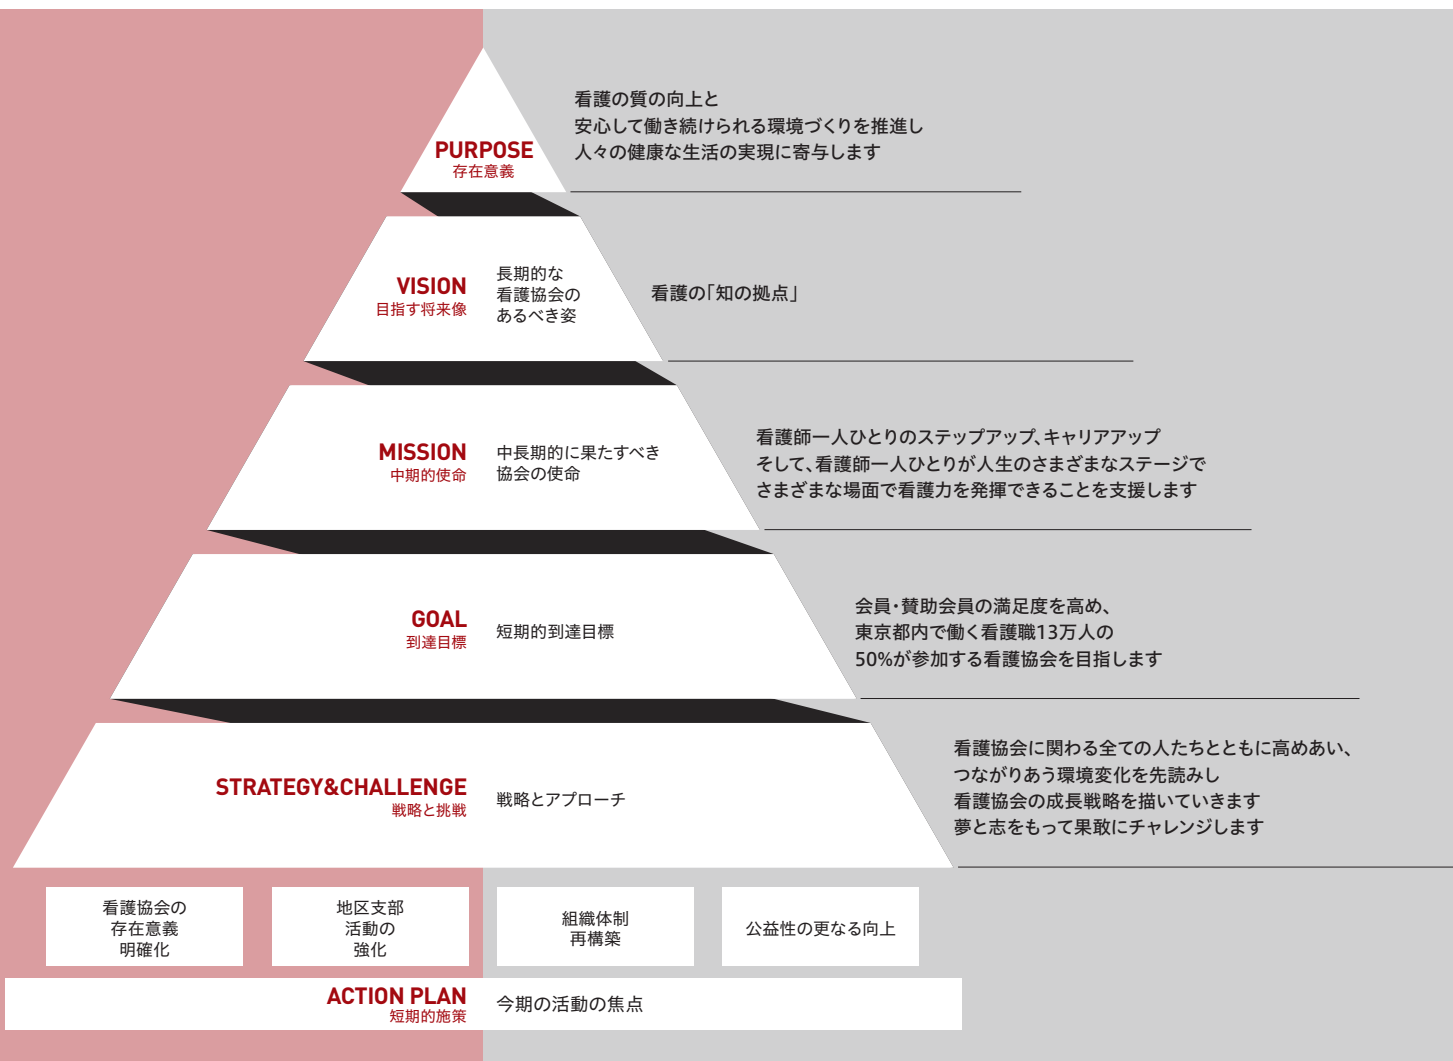 看護の質の向上と
安心して働き続けられる環境づくりを推進し
人々の健康な生活の実現に寄与します
PURPOSE
存在意義
VISION
目指す将来像
長期的な
看護協会の
あるべき姿
看護の「知の拠点」
MISSION
中期的使命
中長期的に果たすべき
協会の使命
看護師一人ひとりのステップアップ、キャリアアップ
そして、看護師一人ひとりが人生のさまざまなステージで
さまざまな場面で看護力を発揮できることを支援します
GOAL
到達目標
短期的到達目標
会員・賛助会員の満足度を高め、
東京都内で働く看護職13万人の
50%が参加する看護協会を目指します
STRATEGY&CHALLENGE
戦略と挑戦
戦略とアプローチ
看護協会に関わる全ての人たちとともに高めあい、
つながりあう環境変化を先読みし
看護協会の成長戦略を描いていきます
夢と志をもって果敢にチャレンジします
看護協会の
存在意義
明確化
地区支部
活動の
強化
組織体制
再構築
公益性の更なる向上
ACTION PLAN
短期的施策
今期の活動の焦点